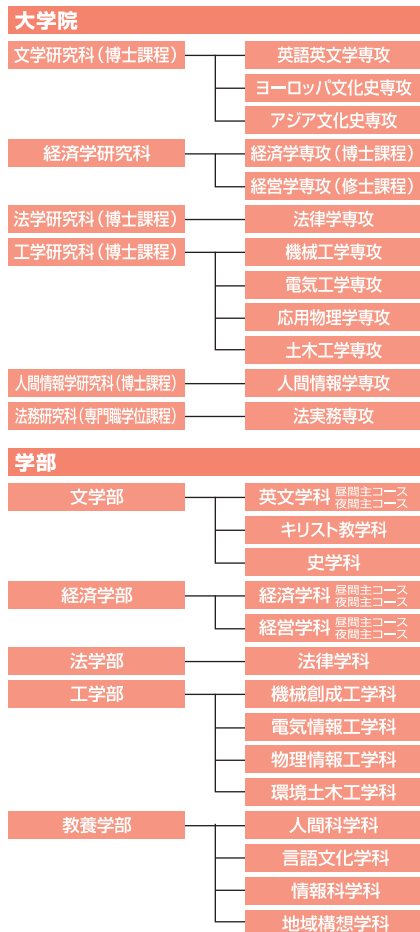 大学院
文学研究科（博士課程）
英語英文学専攻
ヨーロッパ文化史専攻
アジア文化史専攻
経済学研究科
経済学専攻（博士課程）
経営学専攻（修士課程）
法学研究科（博士課程）
法律学専攻
工学研究科（博士課程）
機械工学専攻
電気工学専攻
応用物理学専攻
土木工学専攻
人間情報学研究科（博士課程）
人間情報学専攻
法務研究科（専門職学位課程）
法実務専攻
学部
文学部
英文学科 昼間主コース
夜間主コース
キリスト教学科
史学科
経済学部
経済学科 昼間主コース
夜間主コース
経営学科 昼間主コース
夜間主コース
法学部
法律学科
工学部
機械創成工学科
電気情報工学科
物理情報工学科
環境土木工学科
教養学部
人間科学科
言語文化学科
情報科学科
地域構想学科